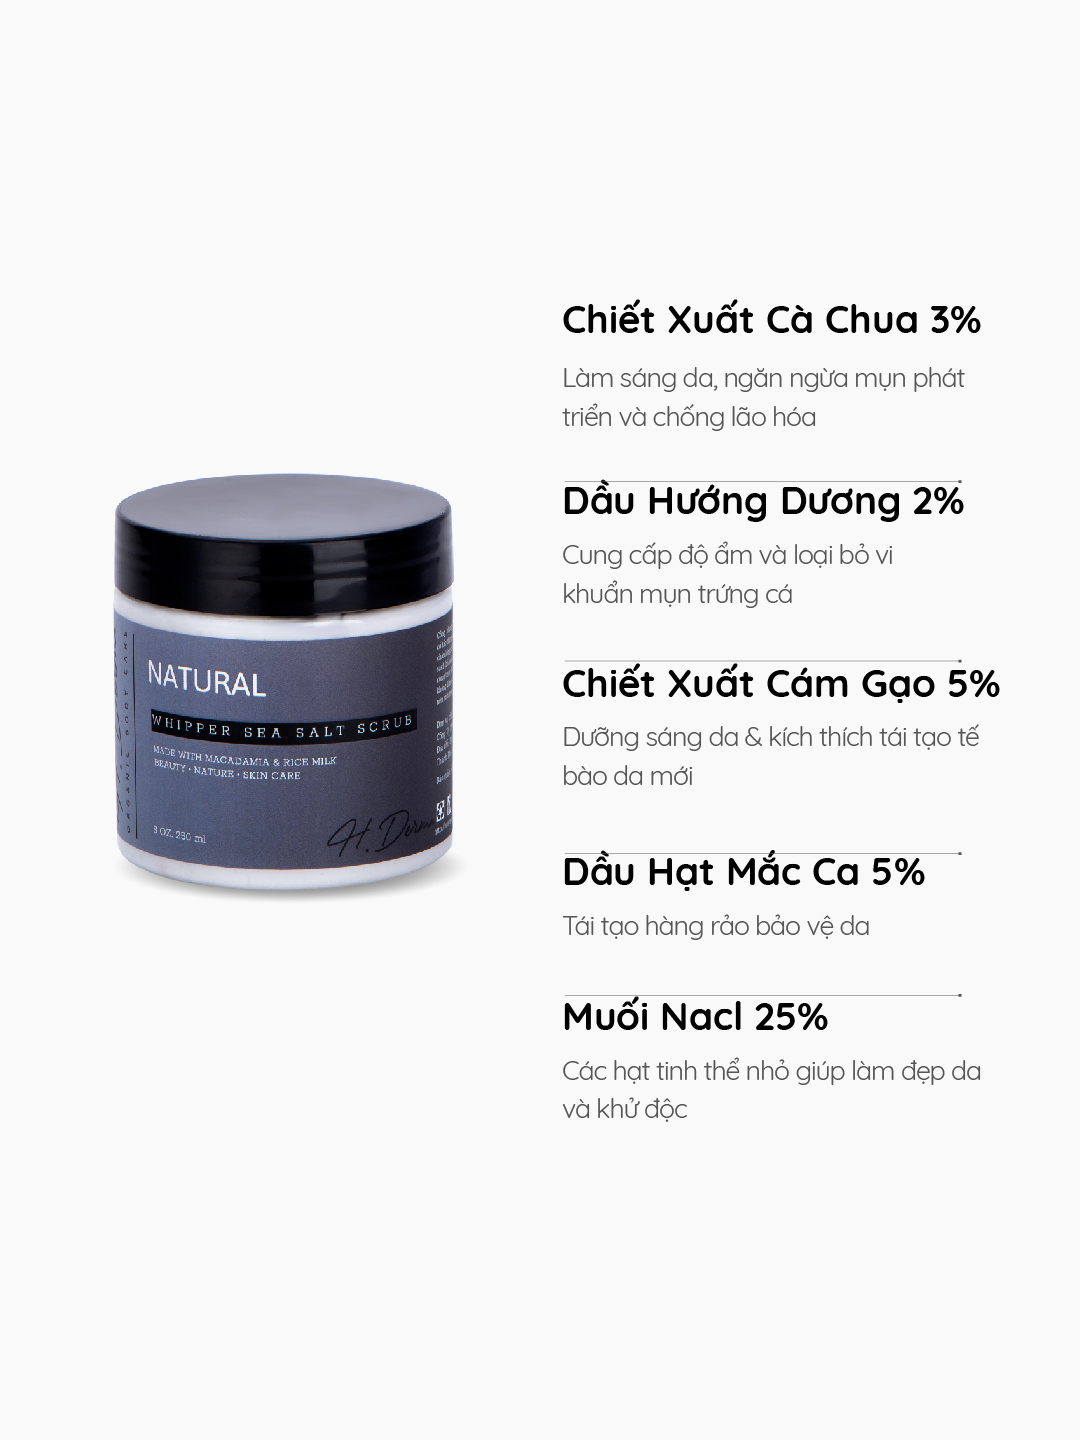 NATURAL
WHIPPER SEA SALT SCRUB
MADE WITH MACADAMIA & RICE MILK
BEAUTY • NATURE • SKIN CARE
8 OZ, 250 ml
H. Derma
Chiết Xuất Cà Chua 3%
Làm sáng da, ngăn ngừa mụn phát
triển và chống lão hóa
Dầu Hướng Dương 2%
Cung cấp độ ẩm và loại bỏ vi
khuẩn mụn trứng cá
Chiết Xuất Cám Gạo 5%
Dưỡng sáng da & kích thích tái tạo tế
bào da mới
Dầu Hạt Mắc Ca 5%
Tái tạo hàng rảo bảo vệ da
Muối Nacl 25%
Các hạt tinh thể nhỏ giúp làm đẹp da
và khử độc